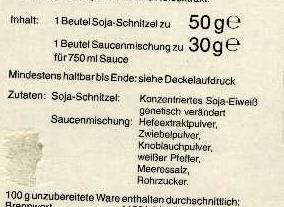 Inhalt: 1 Beutel Soja-Schnitzel zu 50 g e
1 Beutel Saucenmischung zu 30 g e
für 750 ml Sauce
Mindestens haltbar bis Ende: siehe Deckelaufdruck
Zutaten: Soja-Schnitzel: Konzentriertes Soja-Eiweiß
genetisch verändert
Saucenmischung: Hefeextraktpulver,
Zwiebelpulver,
Knoblauchpulver,
weißer Pfeffer,
Meeressalz,
Rohrzucker.
100 g unzubereitete Ware enthalten durchschnittlich:
Brennwert